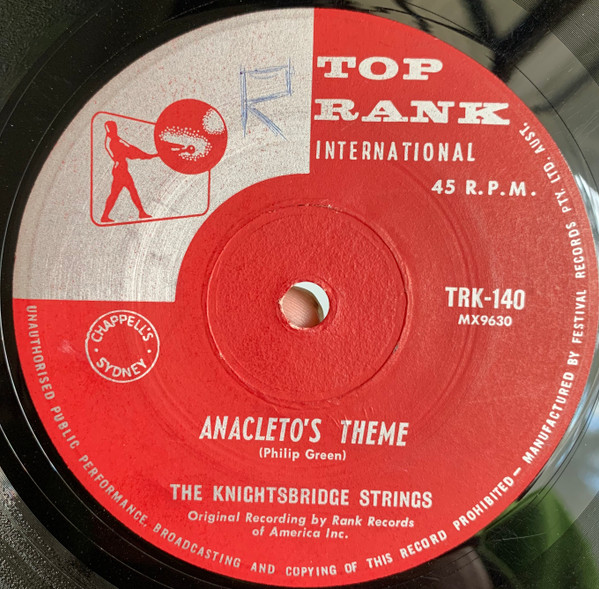 R
TOP
RANK
INTERNATIONAL
45 R.P.M.
TRK-140
MX9630
CHAPPELL'S
SYDNEY
ANACLETO'S THEME
(Philip Green)
THE KNIGHTSBRIDGE STRINGS
Original Recording by Rank Records
of America Inc.
UNAUTHORISED PUBLIC PERFORMANCE, BROADCASTING AND COPYING OF THIS RECORD PROHIBITED — MANUFACTURED BY FESTIVAL RECORDS PTY. LTD. AUST.